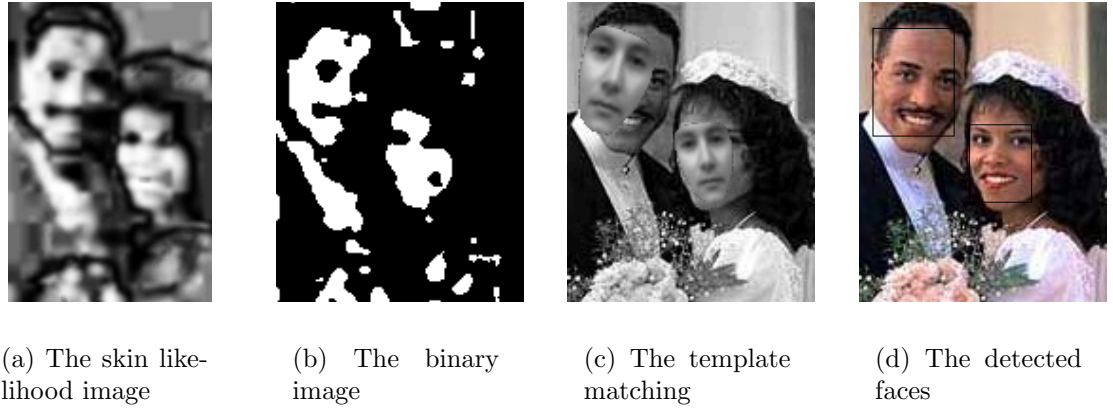 (a) The skin like-
lihood image
(b) The binary
image
(c) The template
matching
(d) The detected
faces